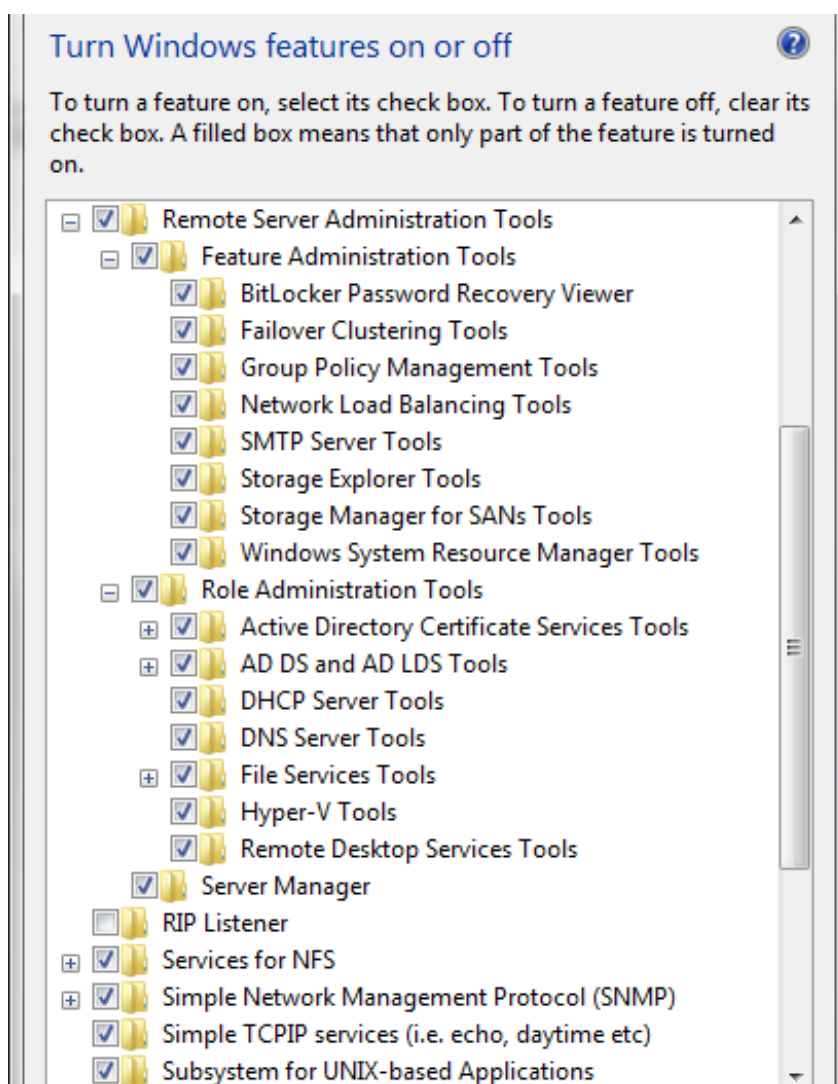 Turn Windows features on or off
To turn a feature on, select its check box. To turn a feature off, clear its
check box. A filled box means that only part of the feature is turned
on.
Remote Server Administration Tools
Feature Administration Tools
BitLocker Password Recovery Viewer
Failover Clustering Tools
Group Policy Management Tools
Network Load Balancing Tools
SMTP Server Tools
Storage Explorer Tools
Storage Manager for SANs Tools
Windows System Resource Manager Tools
Role Administration Tools
Active Directory Certificate Services Tools
AD DS and AD LDS Tools
DHCP Server Tools
DNS Server Tools
File Services Tools
Hyper-V Tools
Remote Desktop Services Tools
Server Manager
RIP Listener
Services for NFS
Simple Network Management Protocol (SNMP)
Simple TCPIP services (i.e. echo, daytime etc)
Subsystem for UNIX-based Applications